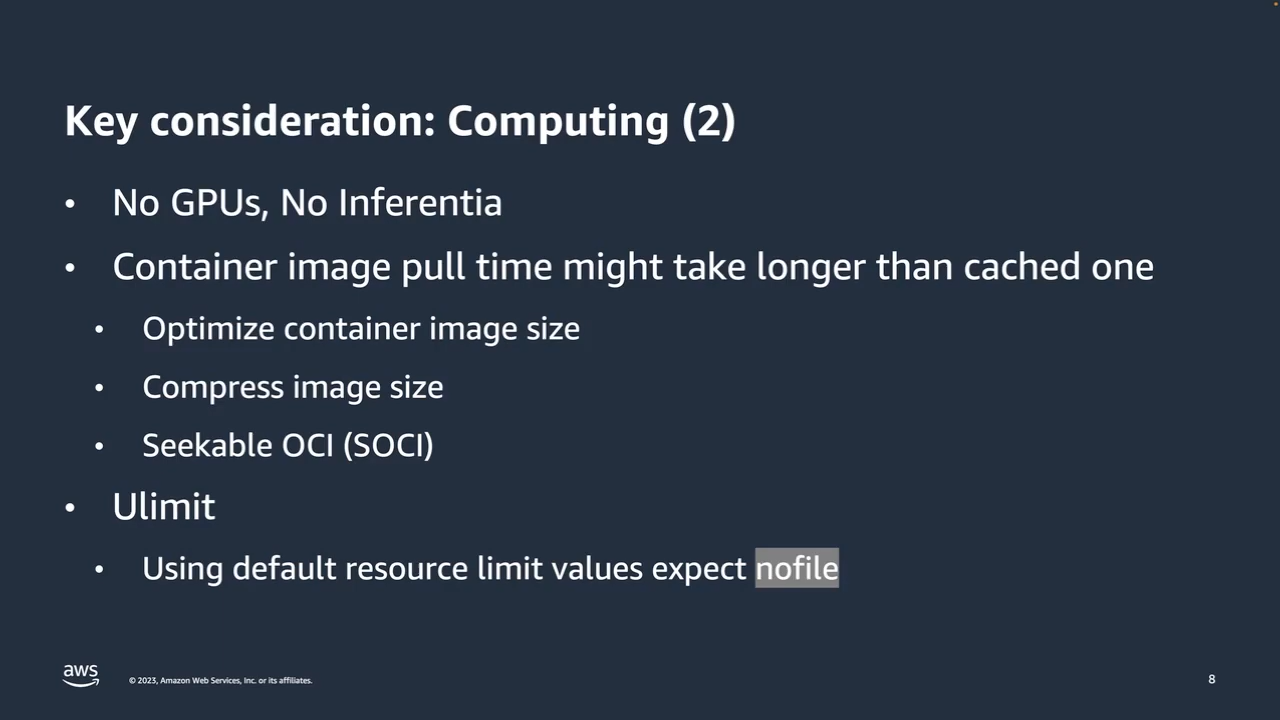 Key consideration: Computing (2)
• No GPUs, No Inferentia
• Container image pull time might take longer than cached one
• Optimize container image size
• Compress image size
• Seekable OCI (SOCI)
• Ulimit
• Using default resource limit values expect nofile
aws
© 2023, Amazon Web Services, Inc. or its affiliates.
8